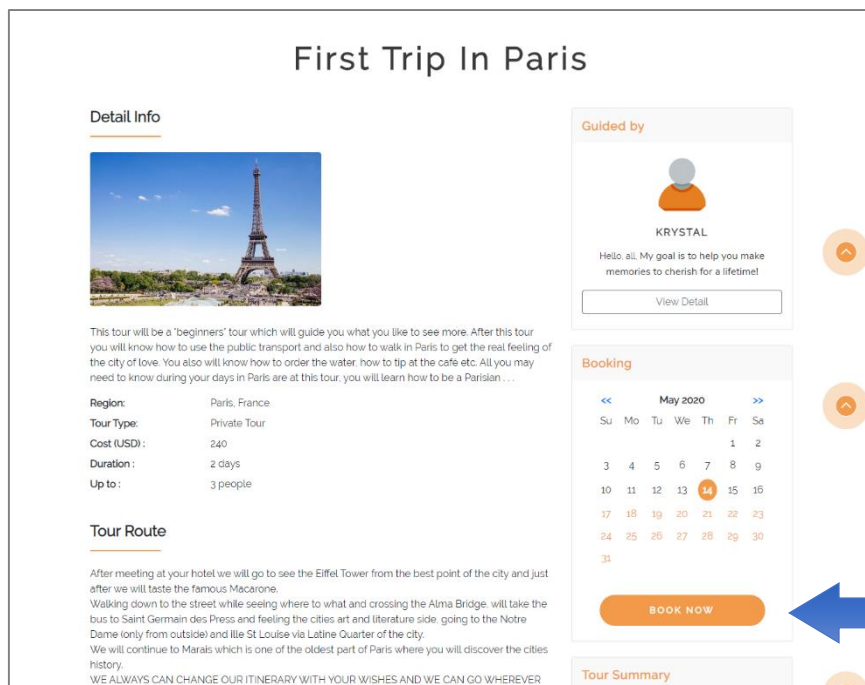 First Trip In Paris
Detail Info
This tour will be a "beginners" tour which will guide you what you like to see more. After this tour
you will know how to use the public transport and also how to walk in Paris to get the real feeling of
the city of love. You also will know how to order the water, how to tip at the café etc. All you may
need to know during your days in Paris are at this tour, you will learn how to be a Parisian . . .
Region: Paris, France
Tour Type: Private Tour
Cost (USD) : 240
Duration : 2 days
Up to : 3 people
Tour Route
After meeting at your hotel we will go to see the Eiffel Tower from the best point of the city and just
after we will taste the famous Macarone.
Walking down to the street while seeing where to what and crossing the Alma Bridge, will take the
bus to Saint Germain des Press and feeling the cities art and literature side, going to the Notre
Dame (only from outside) and ille St Louise via Latine Quarter of the city.
We will continue to Marais which is one of the oldest part of Paris where you will discover the cities
history.
WE ALWAYS CAN CHANGE OUR ITINERARY WITH YOUR WISHES AND WE CAN GO WHEREVER
Guided by
KRYSTAL
Hello, all. My goal is to help you make
memories to cherish for a lifetime!
View Detail
Booking
<< May 2020 >>
Su Mo Tu We Th Fr Sa
1 2
3 4 5 6 7 8 9
10 11 12 13 14 15 16
17 18 19 20 21 22 23
24 25 26 27 28 29 30
31
BOOK NOW
Tour Summary